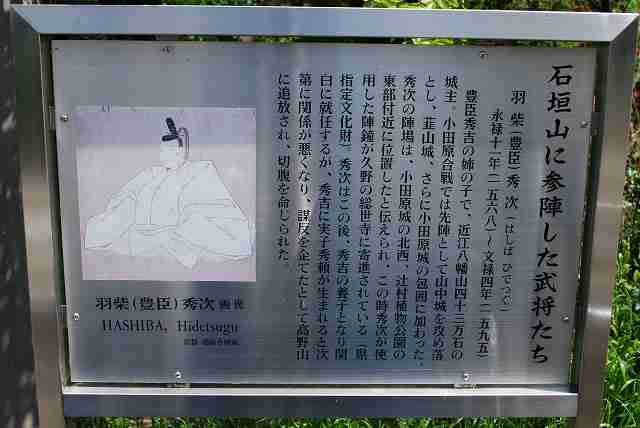 石垣山に参陣した武将たち
羽柴(豊臣)秀次(はしば ひでつぐ)
永禄十一年(一五六八)〜文禄四年(一五九五)
豊臣秀吉の姉の子で、近江八幡山四十三万石の
城主。小田原合戦では先陣として山中城を攻め落
とし、韮山城、さらに小田原城の包囲に加わった。
秀次の陣場は、小田原城の北西、辻村植物公園の
東部付近に位置したと伝えられ、この時秀次が使
用した陣鐘が久野の総世寺に寄進されている(県
指定文化財)。秀次はこの後、秀吉の養子となり関
白に就任するが、秀吉に実子秀頼が生まれると次
第に関係が悪くなり、謀反を企てたとして高野山
に追放され、切腹を命じられた。
羽柴(豊臣)秀次画像
HASHIBA, Hidetsugu